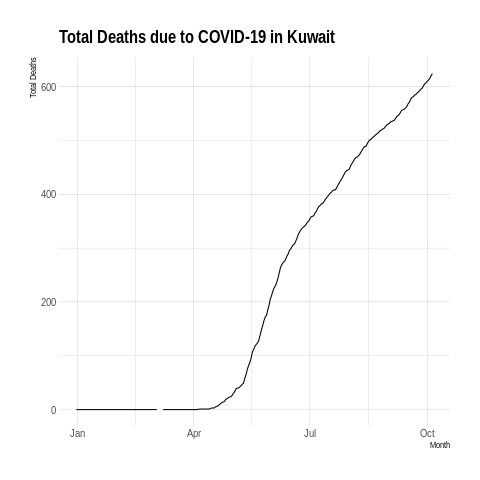 Total Deaths due to COVID-19 in Kuwait
Total Deaths
600
400
200
0
Jan Apr Jul Oct
Month